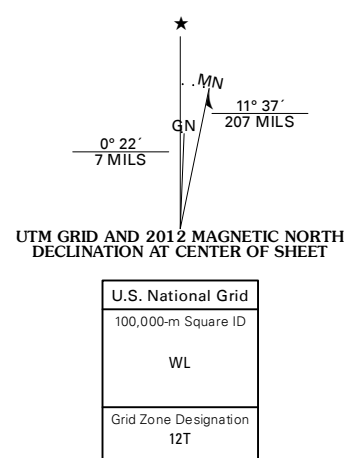 ★
MN
11° 37´
207 MILS
GN
0° 22´
7 MILS
UTM GRID AND 2012 MAGNETIC NORTH
DECLINATION AT CENTER OF SHEET
U.S. National Grid
100,000-m Square ID
WL
Grid Zone Designation
12T